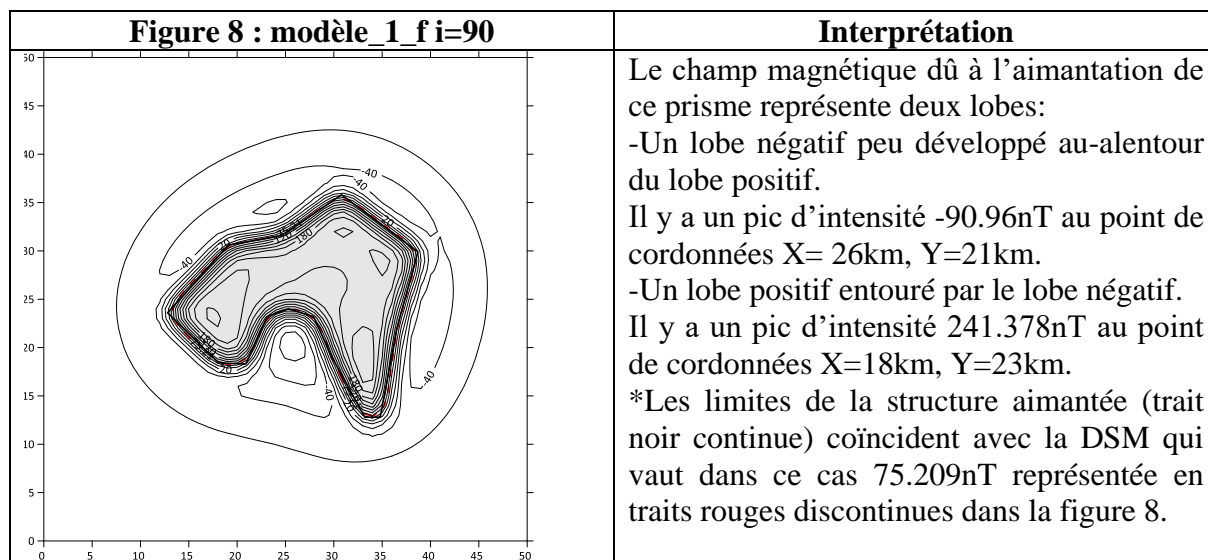 Figure 8 : modèle_1_f i=90
Interprétation
Le champ magnétique dû à l'aimantation de
ce prisme représente deux lobes:
-Un lobe négatif peu développé au-alentour
du lobe positif.
Il y a un pic d'intensité -90.96nT au point de
cordonnées X= 26km, Y=21km.
-Un lobe positif entouré par le lobe négatif.
Il y a un pic d'intensité 241.378nT au point
de cordonnées X=18km, Y=23km.
*Les limites de la structure aimantée (trait
noir continue) coïncident avec la DSM qui
vaut dans ce cas 75.209nT représentée en
traits rouges discontinues dans la figure 8.
50
45
40
35
30
25
20
15
10
5
0
0 5 10 15 20 25 30 35 40 45 50
-40
-40
-40
-40
-40
-20
20
180
180